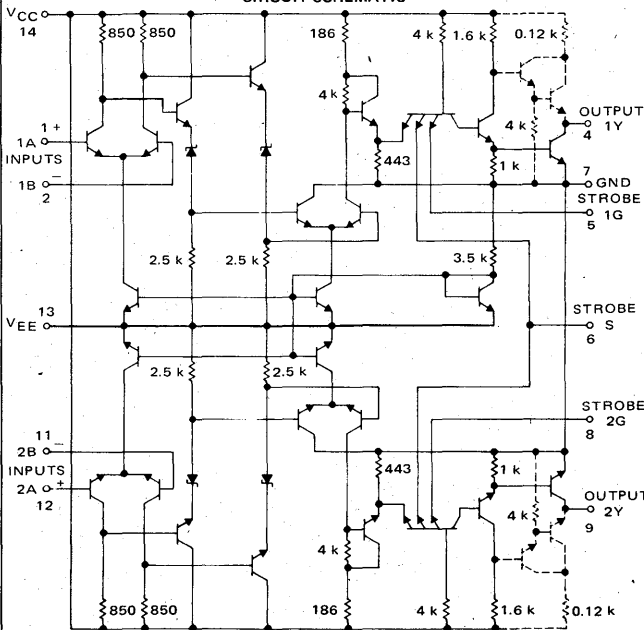 CIRCUIT SCHEMATIC
VCC 14
850 850 186 4 k 1.6 k 0.12 k
4 k
4 k
OUTPUT
1Y
4
1 +
1A
INPUTS
1B
−
2
443
1 k
7
GND
STROBE
1G
5
2.5 k 2.5 k 3.5 k
13
VEE
STROBE
S
6
2.5 k 2.5 k
STROBE
2G
8
11
2B −
INPUTS
2A +
12
443 1 k
4 k
OUTPUT
2Y
9
4 k
850 850 186 4 k 1.6 k 0.12 k